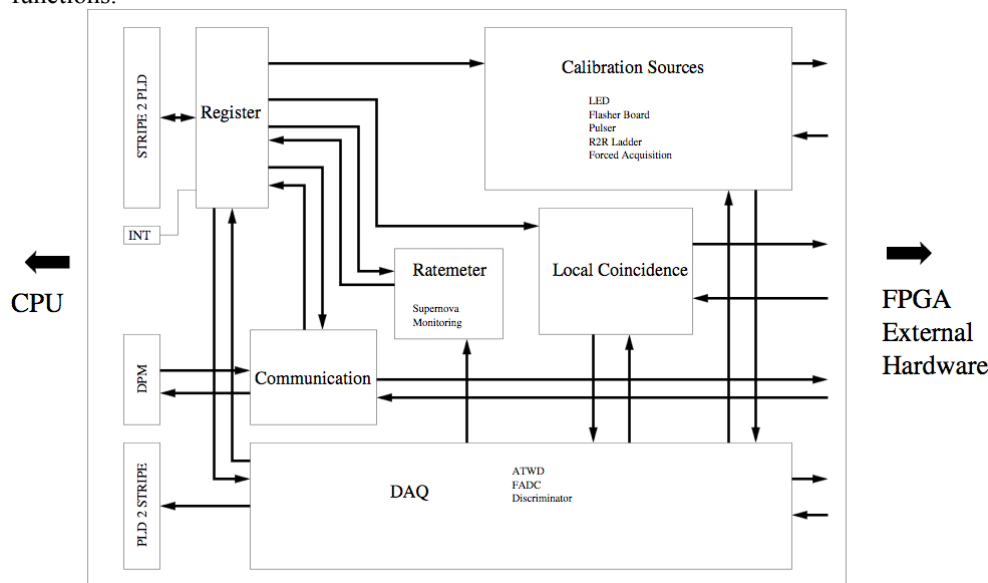 functions.
STRIPE 2 PLD
Register
Calibration Sources
LED
Flasher Board
Pulser
R2R Ladder
Forced Acquisition
INT
CPU
Ratemeter
Supernova
Monitoring
Local Coincidence
FPGA
External
Hardware
DPM
Communication
PLD 2 STRIPE
DAQ
ATWD
FADC
Discriminator